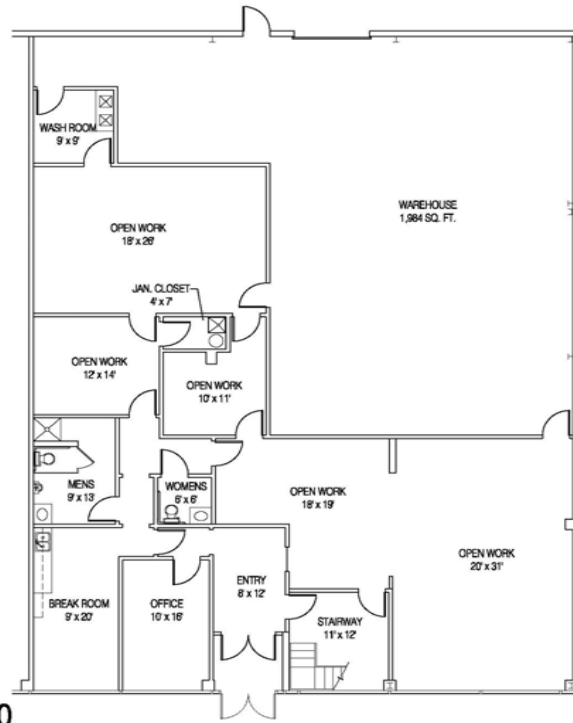 WASH ROOM
9' x 9'
WAREHOUSE
1,984 SQ. FT.
OPEN WORK
18' x 26'
JAN. CLOSET
4' x 7'
OPEN WORK
12' x 14'
OPEN WORK
10' x 11'
MENS
9' x 13'
WOMENS
6' x 6'
OPEN WORK
18' x 19'
OPEN WORK
20' x 31'
BREAK ROOM
9' x 20'
OFFICE
10' x 16'
ENTRY
8' x 12'
STAIRWAY
11' x 12'
0